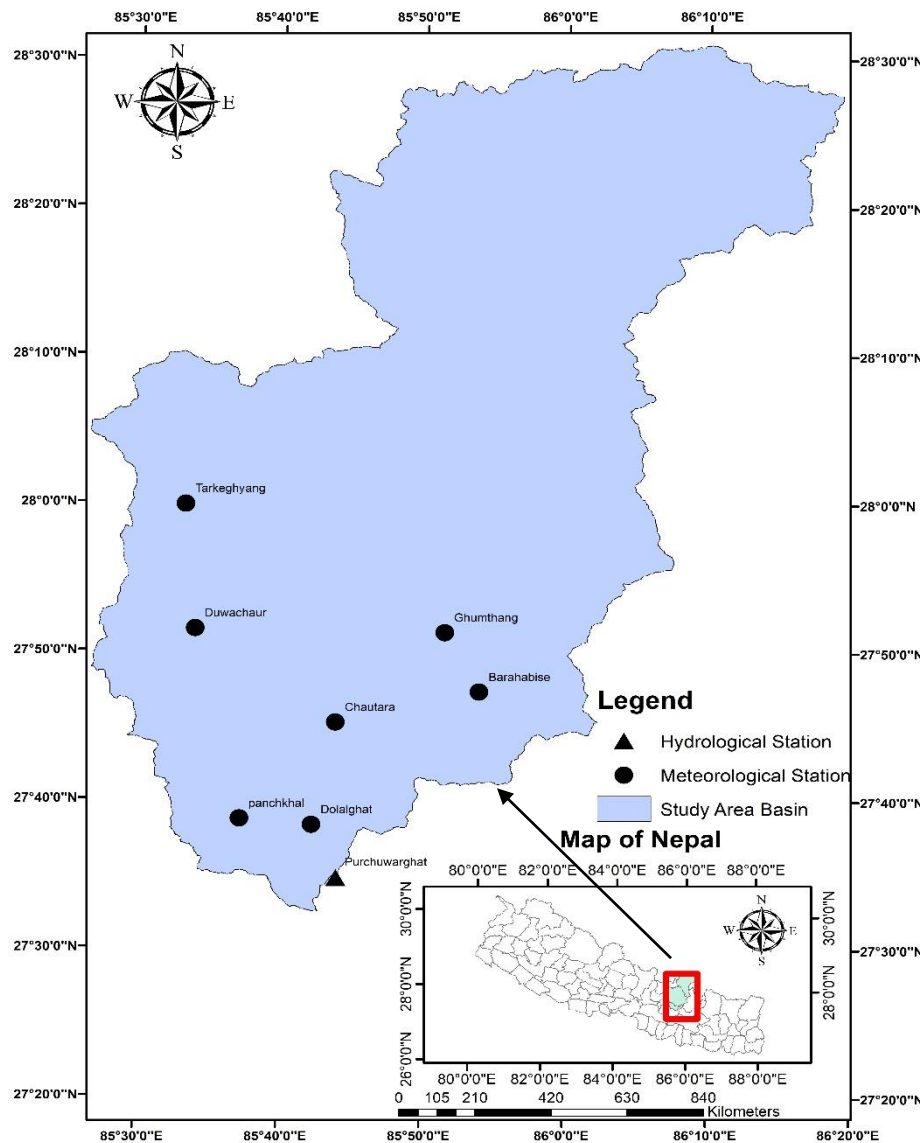 85°30'0"E 85°40'0"E 85°50'0"E 86°0'0"E 86°10'0"E
28°30'0"N
28°20'0"N
28°10'0"N
28°0'0"N
27°50'0"N
27°40'0"N
27°30'0"N
27°20'0"N
28°30'0"N
28°20'0"N
28°10'0"N
28°0'0"N
27°50'0"N
27°40'0"N
27°30'0"N
27°20'0"N
N
W E
S
Tarkeghyang
Duwachaur
Ghumthang
Barahabise
Chautara
panchkhal
Dolalghat
Purchuwarghat
Legend
Hydrological Station
Meteorological Station
Study Area Basin
Map of Nepal
80°0'0"E 82°0'0"E 84°0'0"E 86°0'0"E 88°0'0"E
30°0'0"N
28°0'0"N
26°0'0"N
30°0'0"N
28°0'0"N
N
W E
S
80°0'0"E 82°0'0"E 84°0'0"E 86°0'0"E 88°0'0"E
0 105 210 420 630 840
Kilometers
85°30'0"E 85°40'0"E 85°50'0"E 86°0'0"E 86°10'0"E 86°20'0"E